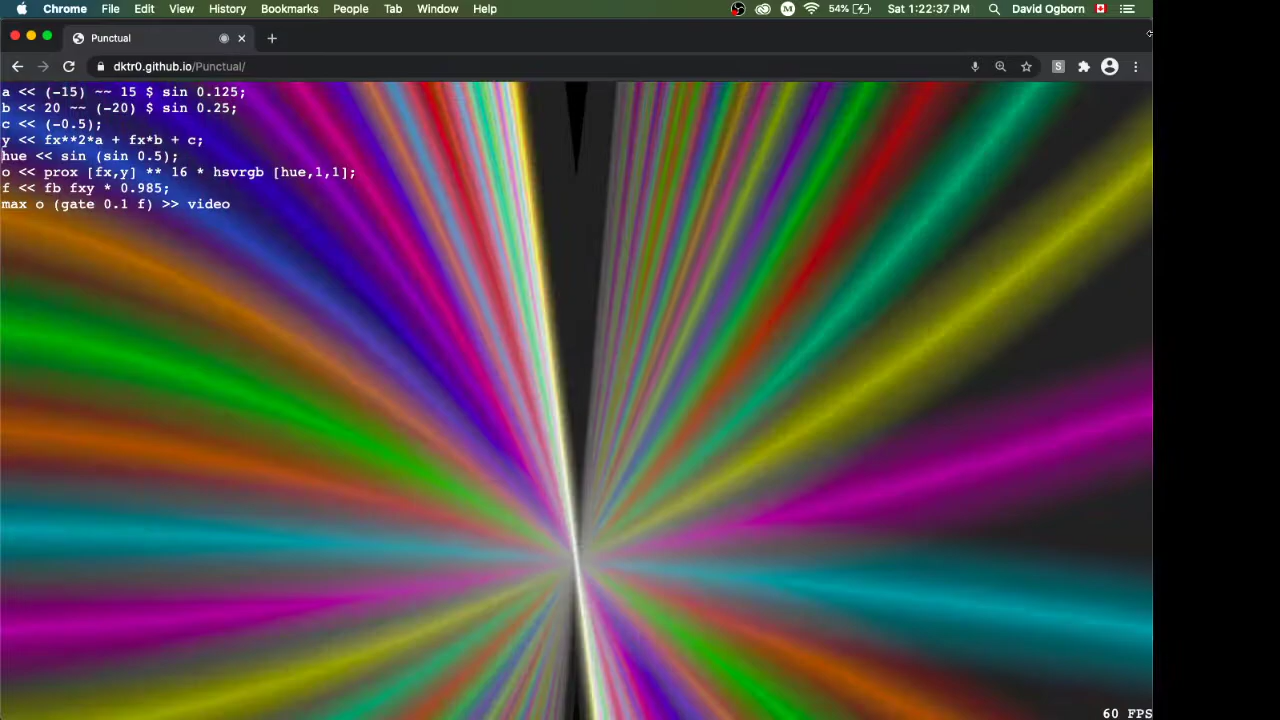 Chrome File Edit View History Bookmarks People Tab Window Help 54% Sat 1:22:37 PM David Ogborn
Punctual
dktr0.github.io/Punctual/
a << (-15) ~~ 15 $ sin 0.125;
b << 20 ~~ (-20) $ sin 0.25;
c << (-0.5);
y << fx**2*a + fx*b + c;
hue << sin (sin 0.5);
o << prox [fx,y] ** 16 * hsvrgb [hue,1,1];
f << fb fxy * 0.985;
max o (gate 0.1 f) >> video
60 FPS